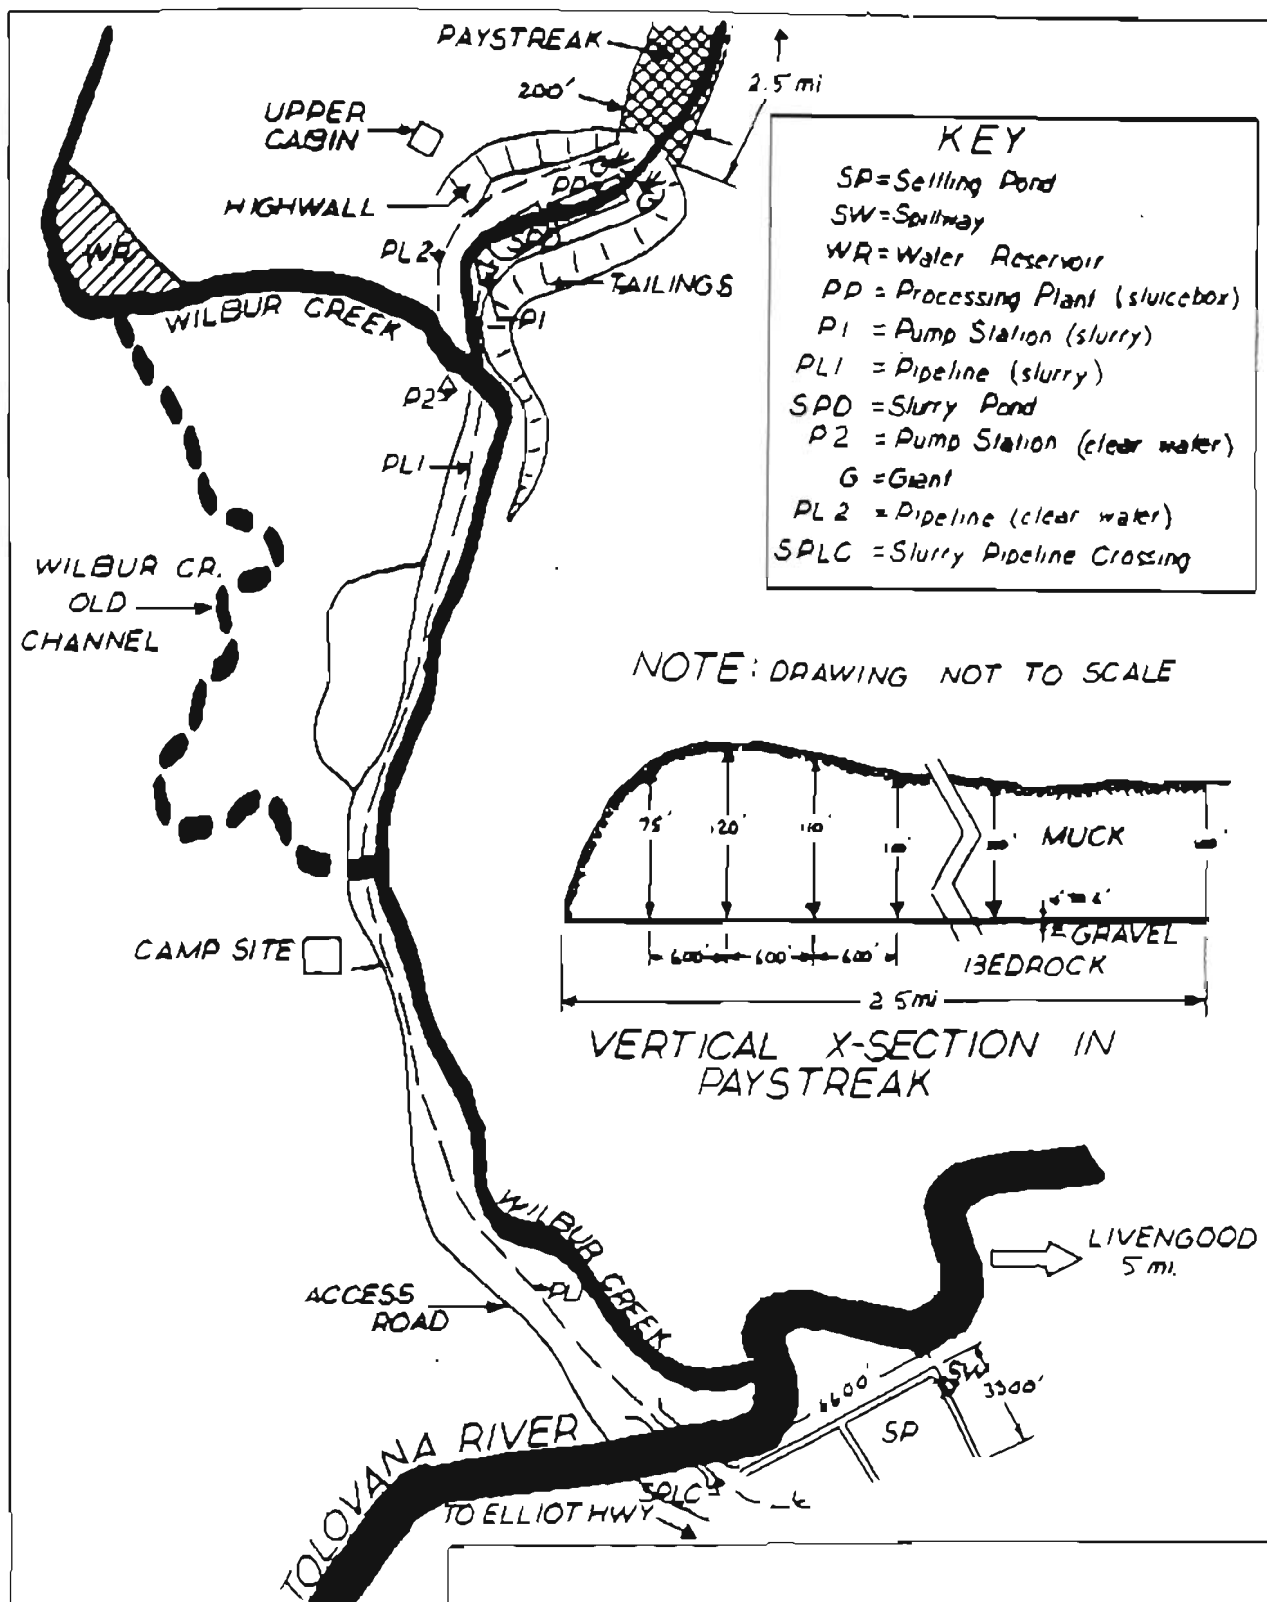 PAYSTREAK
200'
2.5 mi
UPPER
CABIN
HIGHWALL
PP
G
G
SPD
PL2
TAILINGS
P1
WR
WILBUR CREEK
P2
PL1
WILBUR CR.
OLD
CHANNEL
KEY
SP = Settling Pond
SW = Spillway
WR = Water Reservoir
PP = Processing Plant (sluicebox)
P1 = Pump Station (slurry)
PL1 = Pipeline (slurry)
SPD = Slurry Pond
P2 = Pump Station (clear water)
G = Giant
PL2 = Pipeline (clear water)
SPLC = Slurry Pipeline Crossing
NOTE: DRAWING NOT TO SCALE
75'
120'
110'
MUCK
GRAVEL
600' 600' 600'
BEDROCK
2.5 mi
VERTICAL X-SECTION IN
PAYSTREAK
CAMP SITE
WILBUR CREEK
PL1
ACCESS
ROAD
LIVENGOOD
5 mi.
6600'
SW
3300'
SP
TOLOVANA RIVER
SPLC
TO ELLIOT HWY